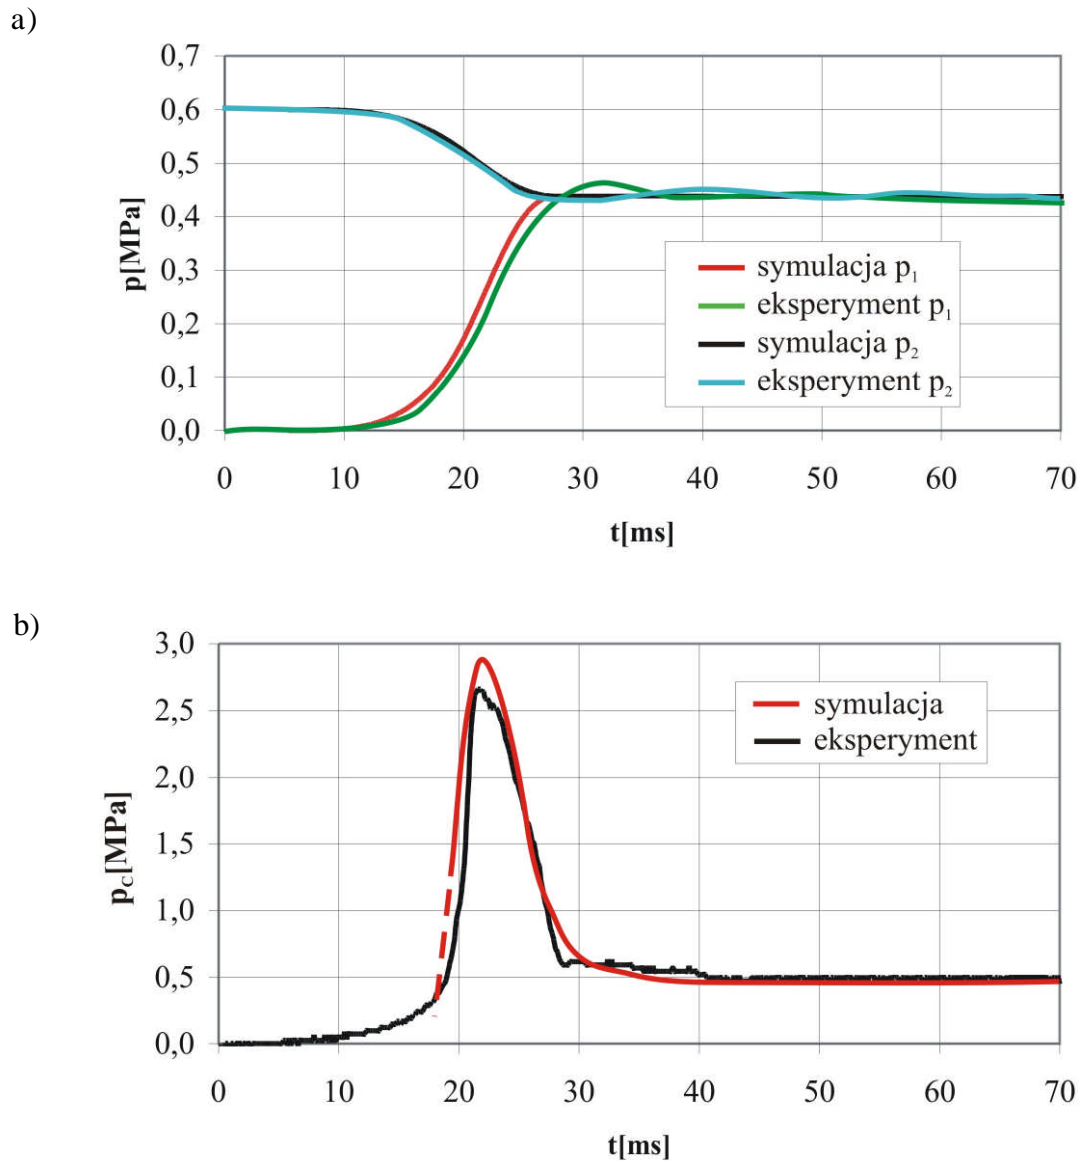 a)
0,7
0,6
0,5
0,4
0,3
0,2
0,1
0,0
p[MPa]
symulacja p₁
eksperyment p₁
symulacja p₂
eksperyment p₂
0 10 20 30 40 50 60 70
t[ms]
b)
3,0
2,5
2,0
1,5
1,0
0,5
0,0
p_C[MPa]
symulacja
eksperyment
0 10 20 30 40 50 60 70
t[ms]